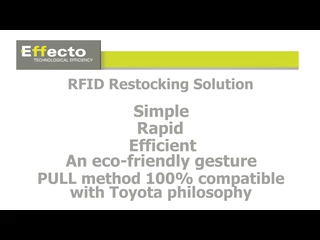 Effecto
TECHNOLOGICAL EFFICIENCY
RFID Restocking Solution
Simple
Rapid
Efficient
An eco-friendly gesture
PULL method 100% compatible
with Toyota philosophy